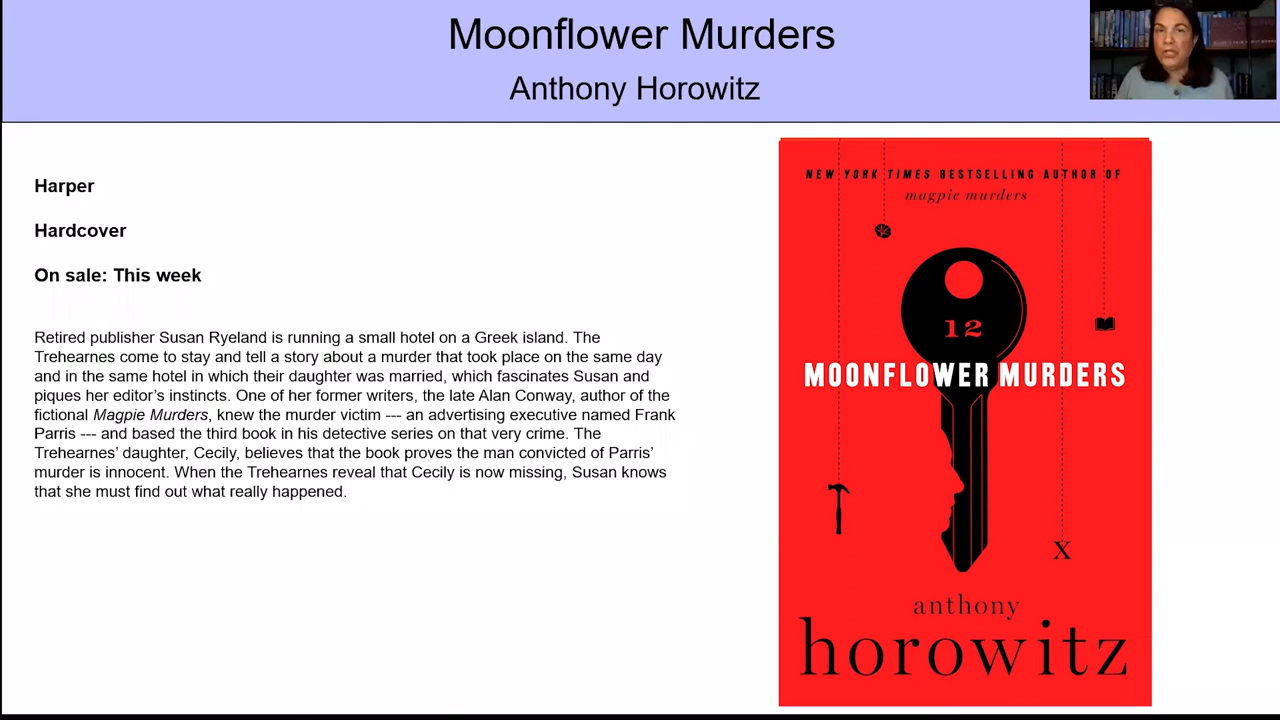 Moonflower Murders
Anthony Horowitz
Harper
Hardcover
On sale: This week
Retired publisher Susan Ryeland is running a small hotel on a Greek island. The
Trehearnes come to stay and tell a story about a murder that took place on the same day
and in the same hotel in which their daughter was married, which fascinates Susan and
piques her editor's instincts. One of her former writers, the late Alan Conway, author of the
fictional Magpie Murders, knew the murder victim --- an advertising executive named Frank
Parris --- and based the third book in his detective series on that very crime. The
Trehearnes' daughter, Cecily, believes that the book proves the man convicted of Parris'
murder is innocent. When the Trehearnes reveal that Cecily is now missing, Susan knows
that she must find out what really happened.
NEW YORK TIMES BESTSELLING AUTHOR OF
magpie murders
12
MOONFLOWER MURDERS
X
anthony
horowitz